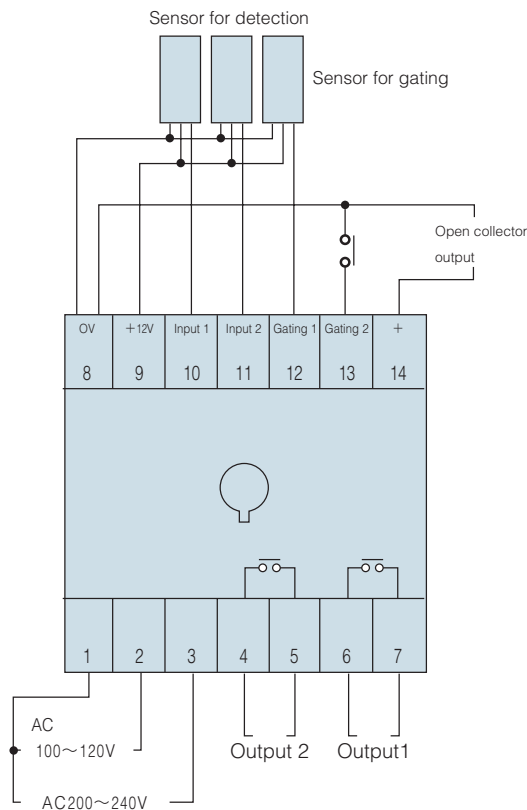 Sensor for detection
Sensor for gating
Open collector
output
OV +12V Input 1 Input 2 Gating 1 Gating 2 +
8 9 10 11 12 13 14
1 2 3 4 5 6 7
AC
100～120V
Output 2 Output1
AC200～240V